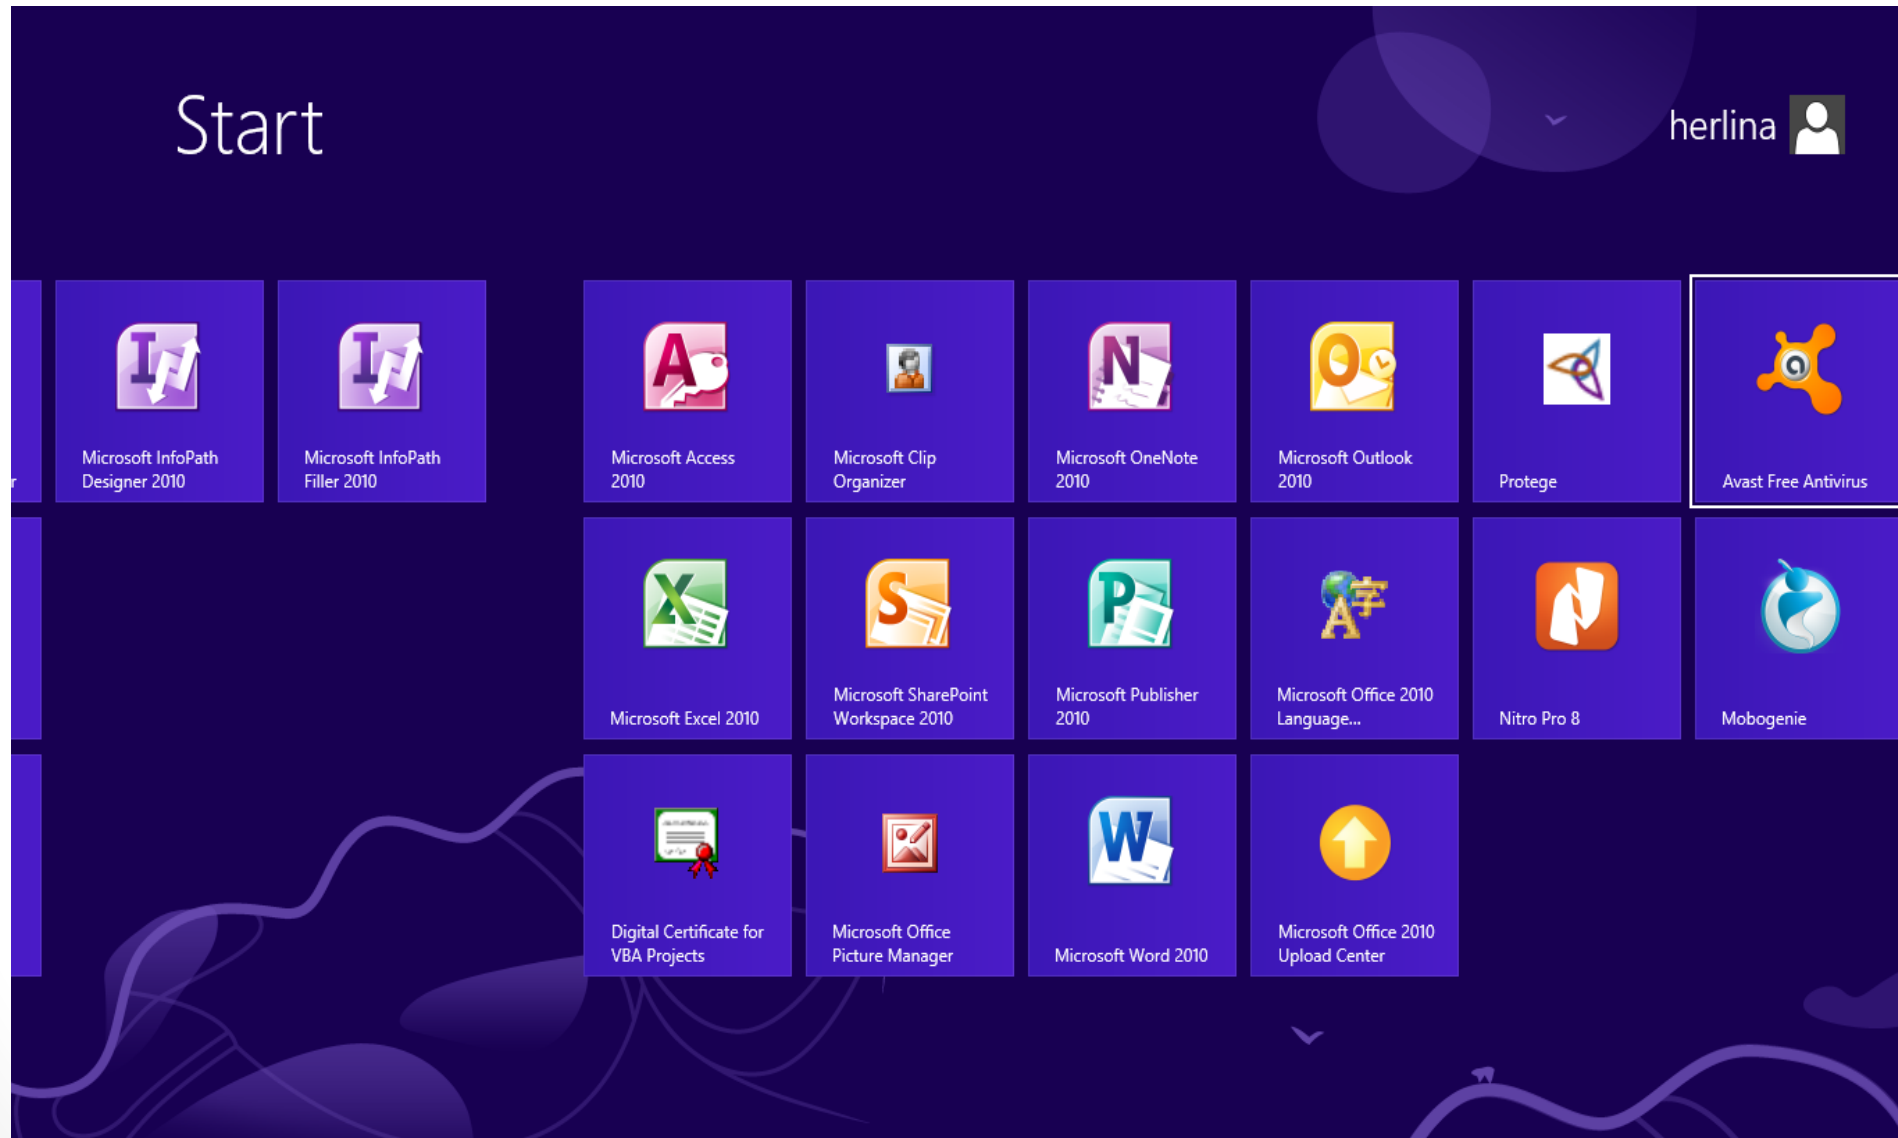 Start
herlina
r
Microsoft InfoPath
Designer 2010
Microsoft InfoPath
Filler 2010
Microsoft Access
2010
Microsoft Clip
Organizer
Microsoft OneNote
2010
Microsoft Outlook
2010
Protege
Avast Free Antivirus
Microsoft Excel 2010
Microsoft SharePoint
Workspace 2010
Microsoft Publisher
2010
Microsoft Office 2010
Language...
Nitro Pro 8
Mobogenie
Digital Certificate for
VBA Projects
Microsoft Office
Picture Manager
Microsoft Word 2010
Microsoft Office 2010
Upload Center